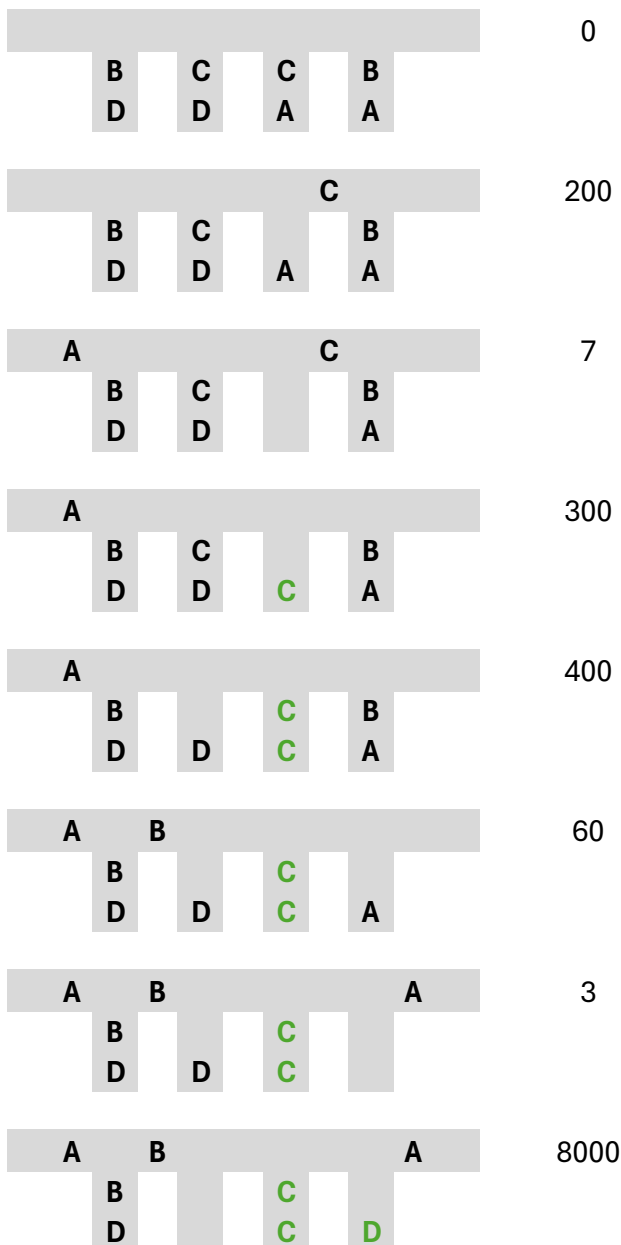 0
B C C B
D D A A
C 200
B C B
D D A A
A C 7
B C B
D D A
A 300
B C B
D D C A
A 400
B C B
D D C A
A B 60
B C
D D C A
A B A 3
B C
D D C
A B A 8000
B C
D C D